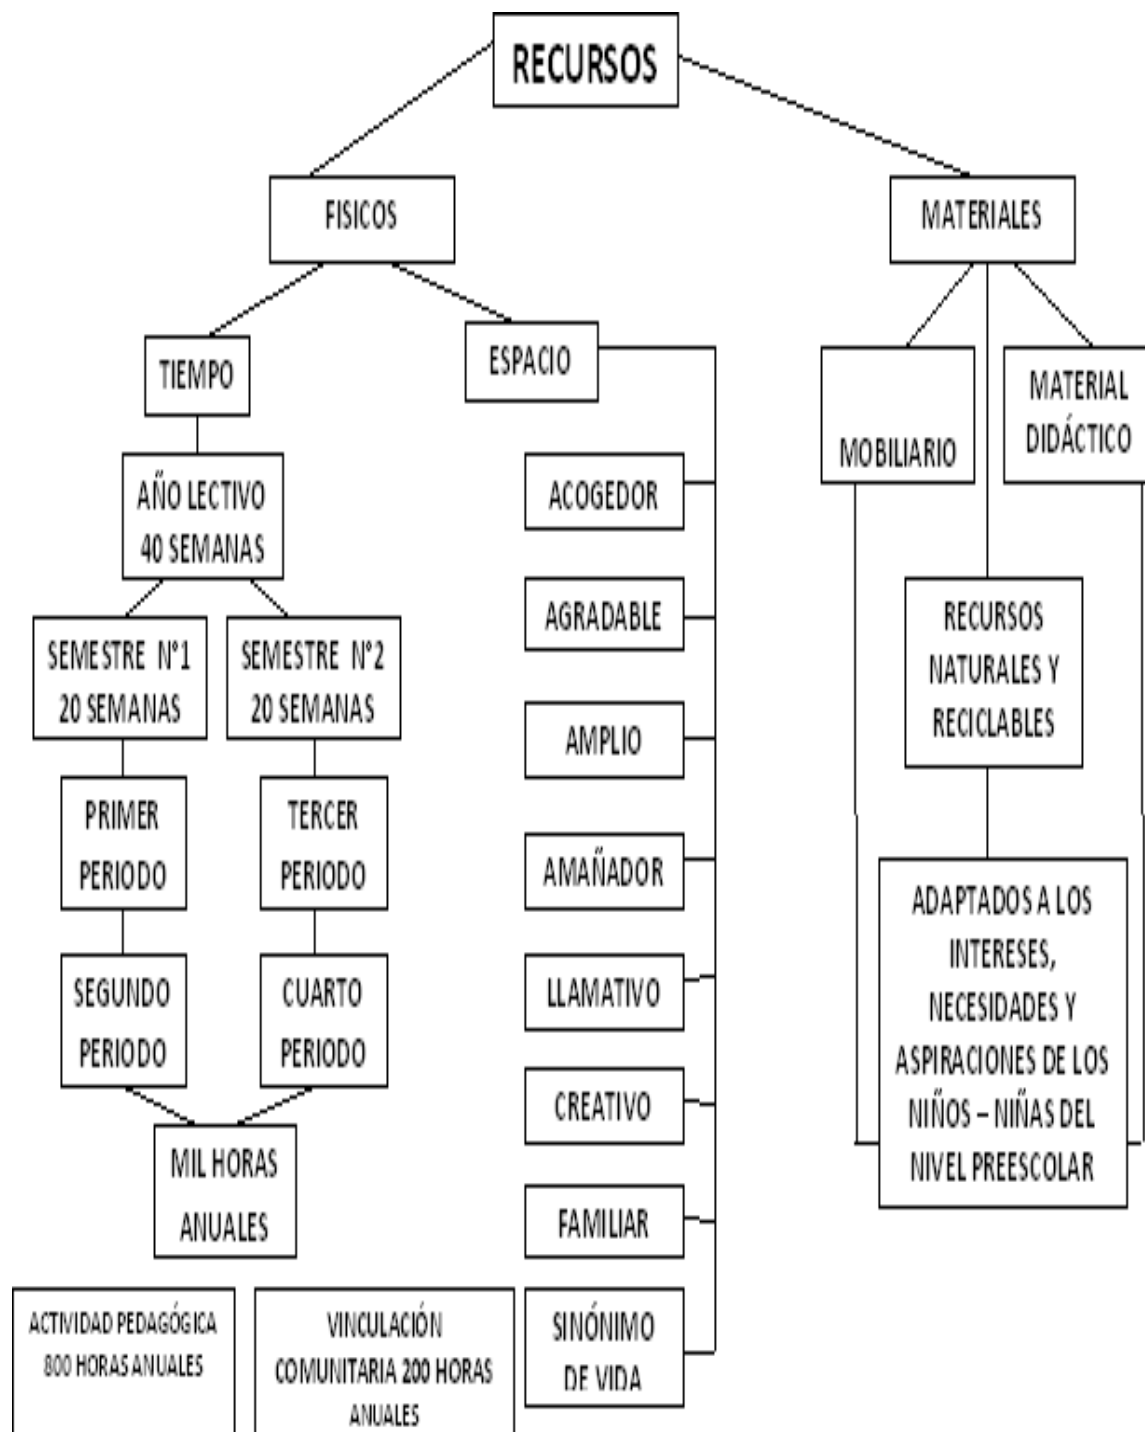 RECURSOS
FISICOS
MATERIALES
TIEMPO
ESPACIO
MOBILIARIO
MATERIAL
DIDÁCTICO
AÑO LECTIVO
40 SEMANAS
SEMESTRE N°1
20 SEMANAS
SEMESTRE N°2
20 SEMANAS
PRIMER
PERIODO
TERCER
PERIODO
SEGUNDO
PERIODO
CUARTO
PERIODO
MIL HORAS
ANUALES
ACTIVIDAD PEDAGÓGICA
800 HORAS ANUALES
VINCULACIÓN
COMUNITARIA 200 HORAS
ANUALES
ACOGEDOR
AGRADABLE
AMPLIO
AMAÑADOR
LLAMATIVO
CREATIVO
FAMILIAR
SINÓNIMO
DE VIDA
RECURSOS
NATURALES Y
RECICLABLES
ADAPTADOS A LOS
INTERESES,
NECESIDADES Y
ASPIRACIONES DE LOS
NIÑOS – NIÑAS DEL
NIVEL PREESCOLAR